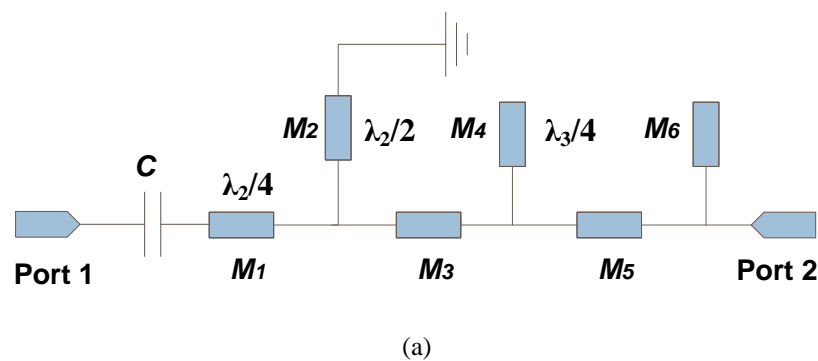 M2 λ2/2 M4 λ3/4 M6
C λ2/4
Port 1 M1 M3 M5 Port 2
(a)